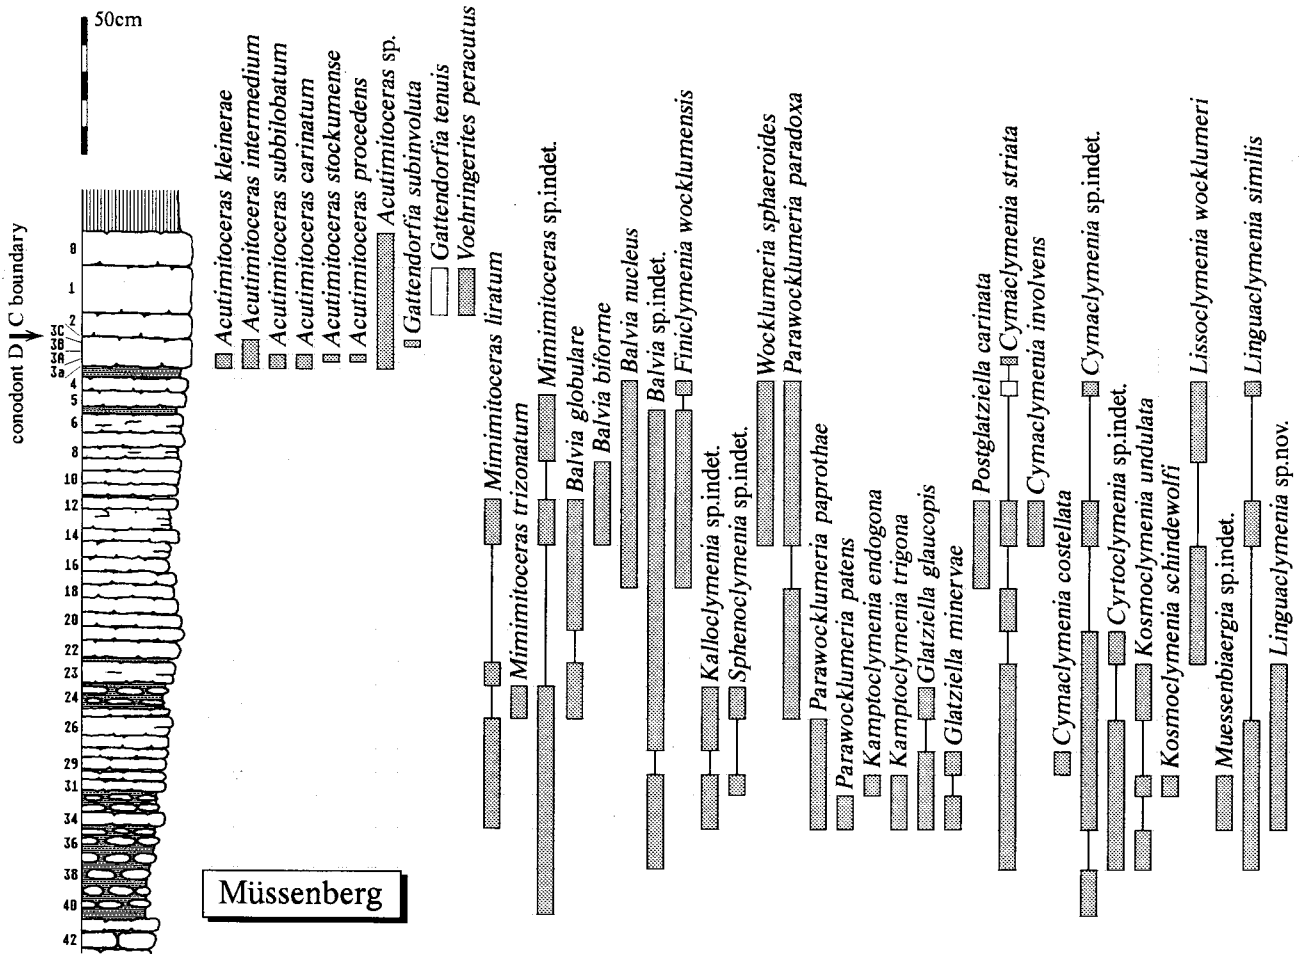 50cm
conodont D C boundary
0
1
2
3C
3B
3A
3a
4
5
6
8
10
12
14
16
18
20
22
23
24
26
29
31
34
36
38
40
42
Müssenberg
Acutimitoceras kleinerae
Acutimitoceras intermedium
Acutimitoceras subbilobatum
Acutimitoceras carinatum
Acutimitoceras stockumense
Acutimitoceras procedens
Acutimitoceras sp.
Gattendorfia subinvoluta
Gattendorfia tenuis
Voehringerites peracutus
Mimimitoceras liratum
Mimimitoceras trizonatum
Mimimitoceras sp.indet.
Balvia globulare
Balvia biforme
Balvia nucleus
Balvia sp.indet.
Finiclymenia wocklumensis
Kalloclymenia sp.indet.
Sphenoclymenia sp.indet.
Wocklumeria sphaeroides
Parawocklumeria paradoxa
Parawocklumeria paprothae
Parawocklumeria patens
Kamptoclymenia endogona
Kamptoclymenia trigona
Glatziella glaucopis
Glatziella minervae
Postglatziella carinata
Cymaclymenia striata
Cymaclymenia involvens
Cymaclymenia costellata
Cymaclymenia sp.indet.
Cyrtoclymenia sp.indet.
Kosmoclymenia undulata
Kosmoclymenia schindewolfi
Lissoclymenia wocklumeri
Muessenbiaergia sp.indet.
Linguaclymenia similis
Linguaclymenia sp.nov.